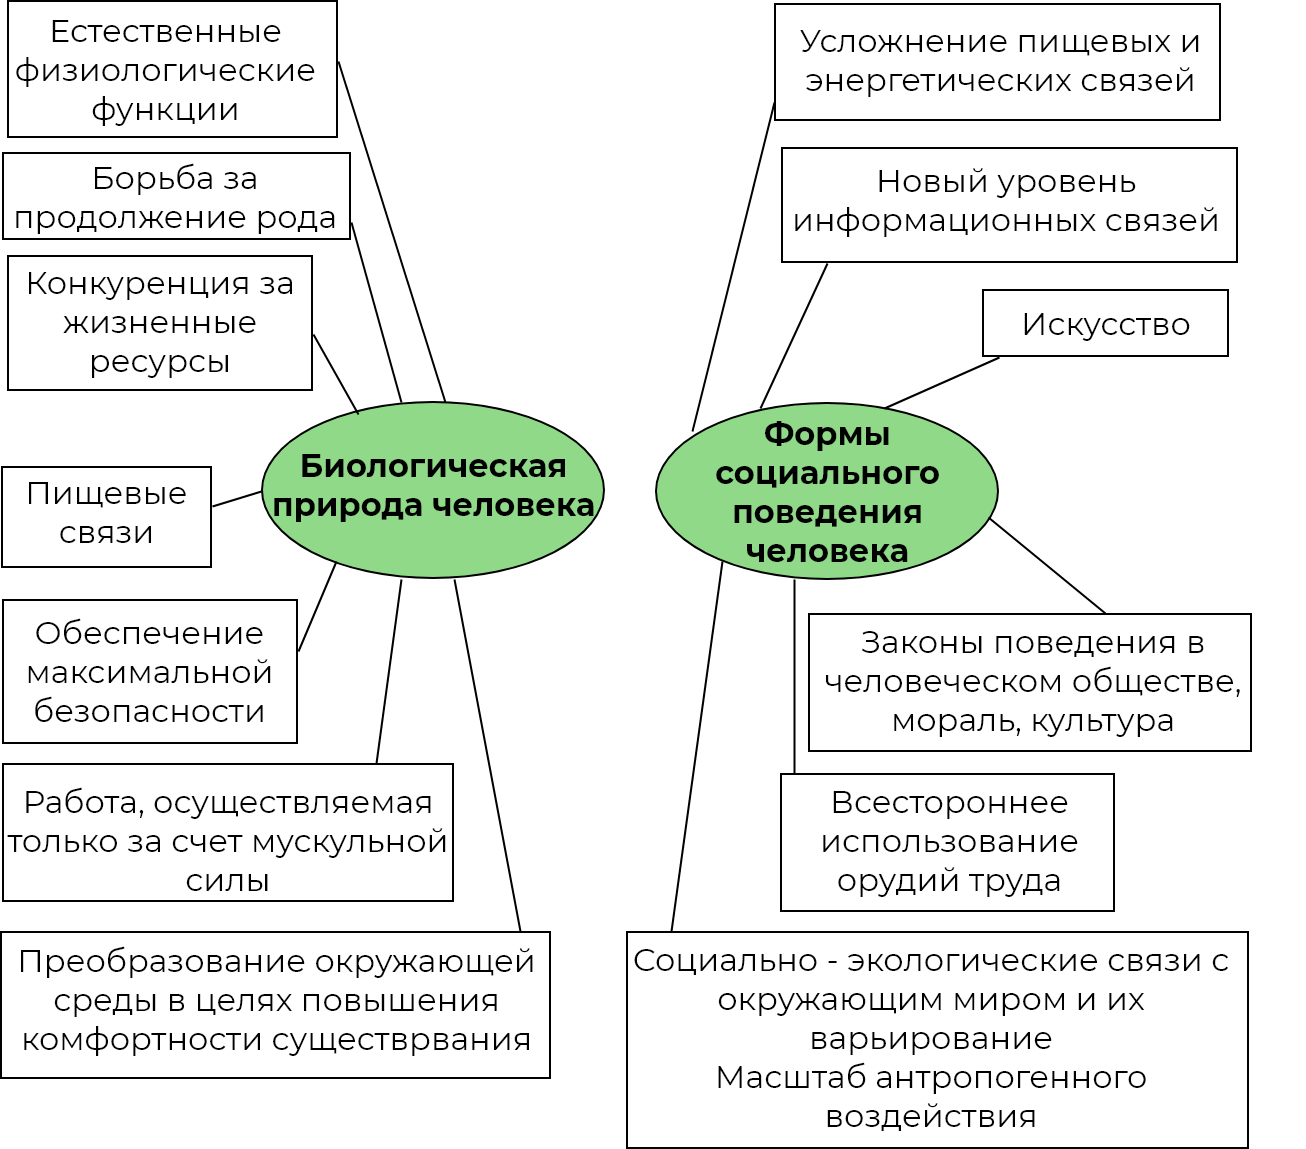 Естественные
физиологические
функции
Борьба за
продолжение рода
Конкуренция за
жизненные
ресурсы
Биологическая
природа человека
Пищевые
связи
Обеспечение
максимальной
безопасности
Работа, осуществляемая
только за счет мускульной
силы
Преобразование окружающей
среды в целях повышения
комфортности существрвания
Усложнение пищевых и
энергетических связей
Новый уровень
информационных связей
Искусство
Формы
социального
поведения
человека
Законы поведения в
человеческом обществе,
мораль, культура
Всестороннее
использование
орудий труда
Социально - экологические связи с
окружающим миром и их
варьирование
Масштаб антропогенного
воздействия